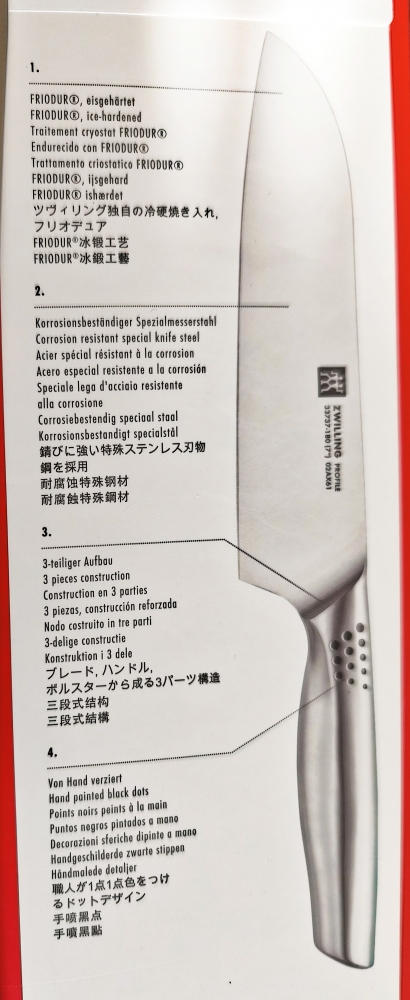 1.
FRIODUR®, eisgehärtet
FRIODUR®, ice-hardened
Traitement cryostat FRIODUR®
Endurecido con FRIODUR®
Trattamento criostatico FRIODUR®
FRIODUR®, ijsgehard
FRIODUR® ishærdet
ツヴィリング独自の冷硬焼き入れ,
フリオデュア
FRIODUR®冰锻工艺
FRIODUR®冰鍛工藝
2.
Korrosionsbeständiger Spezialmesserstahl
Corrosion resistant special knife steel
Acier spécial résistant à la corrosion
Acero especial resistente a la corrosión
Speciale lega d'acciaio resistente
alla corrosione
Corrosiebestendig speciaal staal
Korrosionsbestandigt specialstål
錆びに強い特殊ステンレス刃物
鋼を採用
耐腐蚀特殊钢材
耐腐蝕特殊鋼材
3.
3-teiliger Aufbau
3 pieces construction
Construction en 3 parties
3 piezas, construcción reforzada
Nodo costruito in tre parti
3-delige constructie
Konstruktion i 3 dele
ブレード, ハンドル,
ボルスターから成る3パーツ構造
三段式结构
三段式結構
4.
Von Hand verziert
Hand painted black dots
Points noirs peints à la main
Puntos negros pintados a mano
Decorazioni sferiche dipinte a mano
Handgeschilderde zwarte stippen
Håndmalede detaljer
職人が1点1点色をつけ
るドットデザイン
手喷黑点
手噴黑點
ZWILLING PROFILE
33757-180 (7") 02AK61